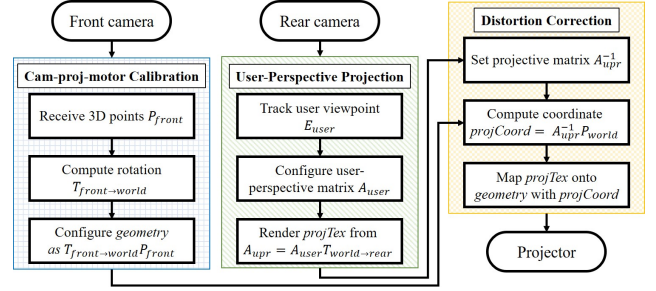 Front camera
Cam-proj-motor Calibration
Receive 3D points P_front
Compute rotation
T_front→world
Configure geometry
as T_front→world P_front
Rear camera
User-Perspective Projection
Track user viewpoint
E_user
Configure user-
perspective matrix A_user
Render projTex from
A_upr = A_user T_world→rear
Distortion Correction
Set projective matrix A_upr^-1
Compute coordinate
projCoord = A_upr^-1 P_world
Map projTex onto
geometry with projCoord
Projector